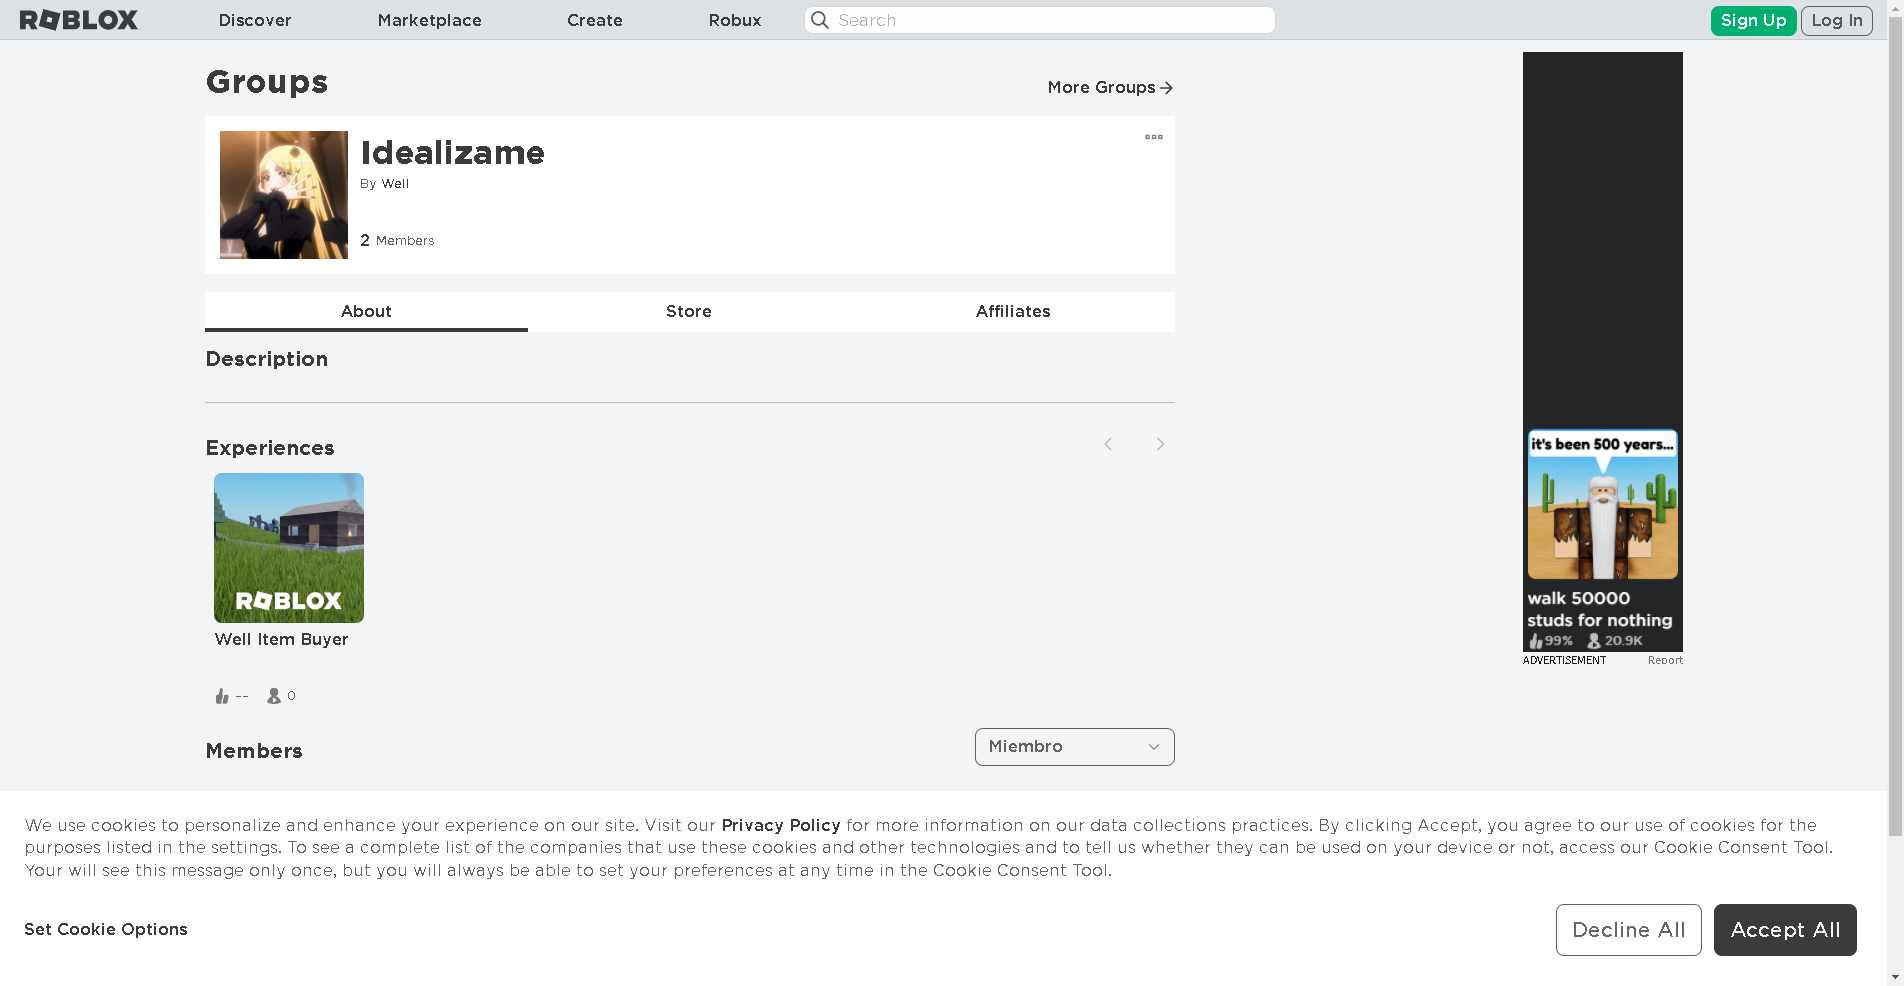 ROBLOX
Discover
Marketplace
Create
Robux
Search
Sign Up
Log In
Groups
More Groups
Idealizame
By Well
2 Members
About
Store
Affiliates
Description
Experiences
ROBLOX
Well Item Buyer
--
0
Members
Miembro
it's been 500 years...
walk 50000
studs for nothing
99% 20.9K
ADVERTISEMENT
Report
We use cookies to personalize and enhance your experience on our site. Visit our Privacy Policy for more information on our data collections practices. By clicking Accept, you agree to our use of cookies for the
purposes listed in the settings. To see a complete list of the companies that use these cookies and other technologies and to tell us whether they can be used on your device or not, access our Cookie Consent Tool.
Your will see this message only once, but you will always be able to set your preferences at any time in the Cookie Consent Tool.
Set Cookie Options
Decline All
Accept All